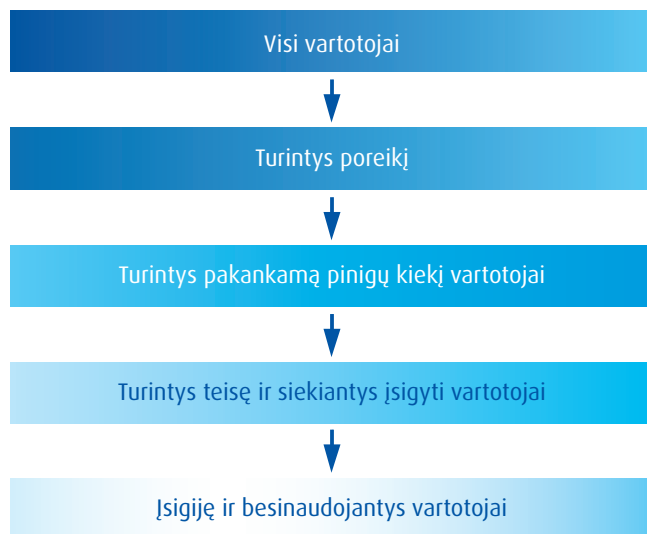 Visi vartotojai
Turintys poreikį
Turintys pakankamą pinigų kiekį vartotojai
Turintys teisę ir siekiantys įsigyti vartotojai
Įsigiję ir besinaudojantys vartotojai